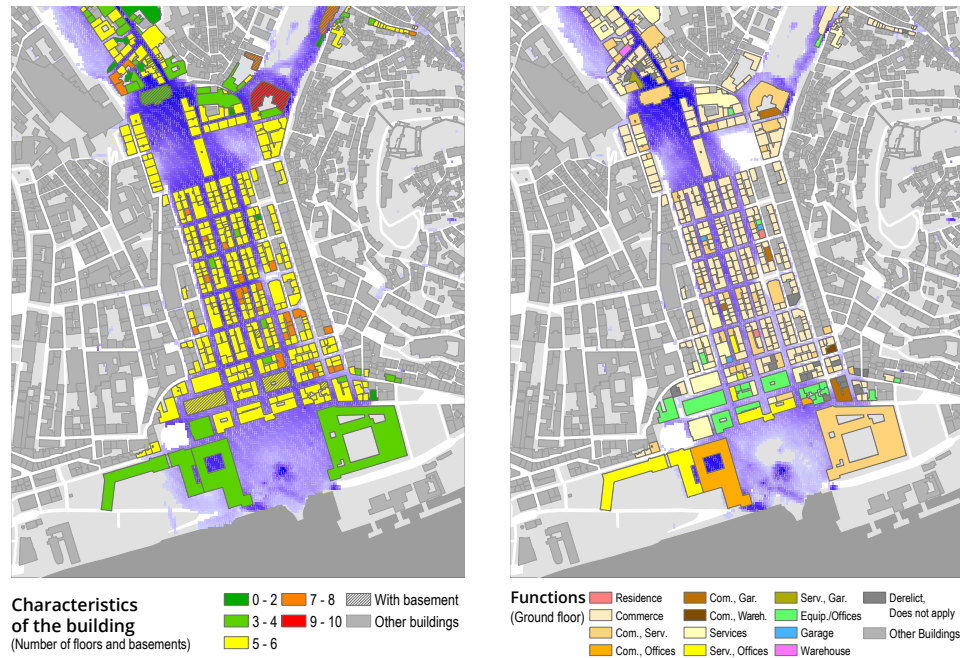 Characteristics
of the building
(Number of floors and basements)
0 - 2
7 - 8
With basement
3 - 4
9 - 10
Other buildings
5 - 6
Functions
(Ground floor)
Residence
Commerce
Com., Serv.
Com., Offices
Com., Gar.
Com., Wareh.
Services
Serv., Offices
Serv., Gar.
Equip./Offices
Garage
Warehouse
Derelict,
Does not apply
Other Buildings